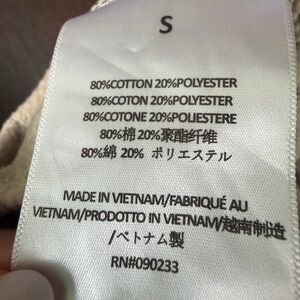 S
80%COTTON 20%POLYESTER
80%COTTON 20%POLYESTER
80%COTONE 20%POLIESTERE
80%棉 20%聚酯纤维
80%綿 20% ポリエステル
MADE IN VIETNAM/FABRIQUÉ AU
VIETNAM/PRODOTTO IN VIETNAM/越南制造
/ベトナム製
RN#090233